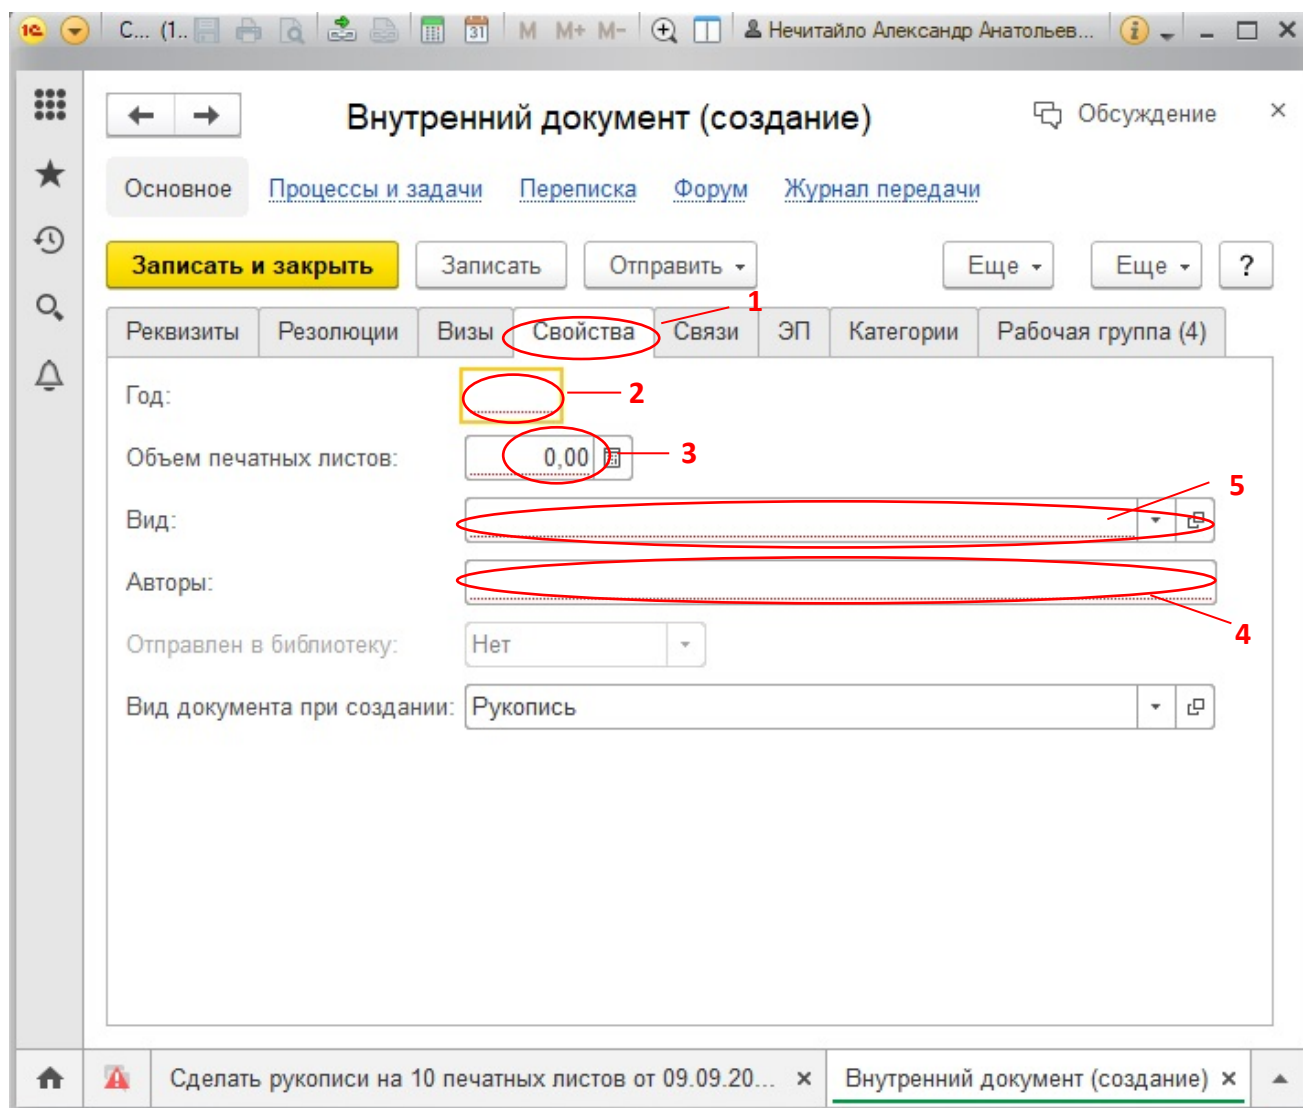 1С С... (1.. 31 M M+ M- Нечитайло Александр Анатольев... i
Внутренний документ (создание) Обсуждение
Основное Процессы и задачи Переписка Форум Журнал передачи
Записать и закрыть Записать Отправить Еще Еще ?
1
Реквизиты Резолюции Визы Свойства Связи ЭП Категории Рабочая группа (4)
Год: 2
Объем печатных листов: 0,00 3
5
Вид:
Авторы:
4
Отправлен в библиотеку: Нет
Вид документа при создании: Рукопись
Сделать рукописи на 10 печатных листов от 09.09.20... × Внутренний документ (создание) ×